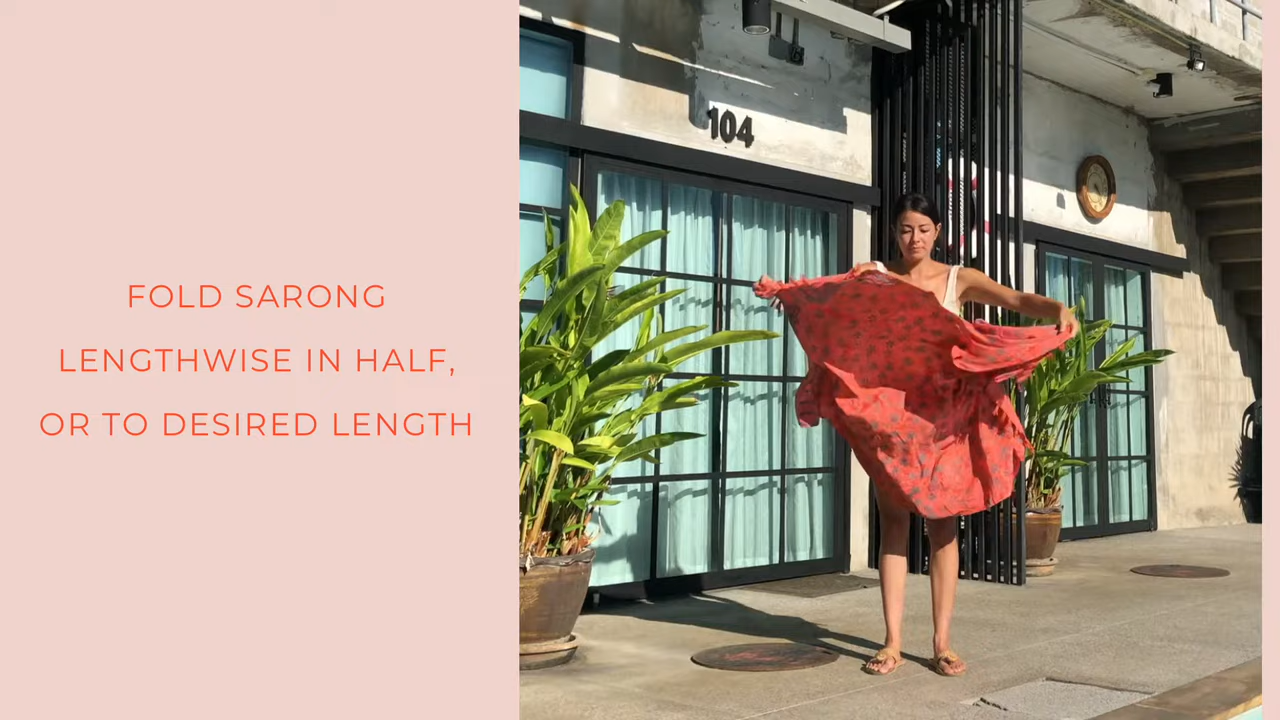 FOLD SARONG
LENGTHWISE IN HALF,
OR TO DESIRED LENGTH
104